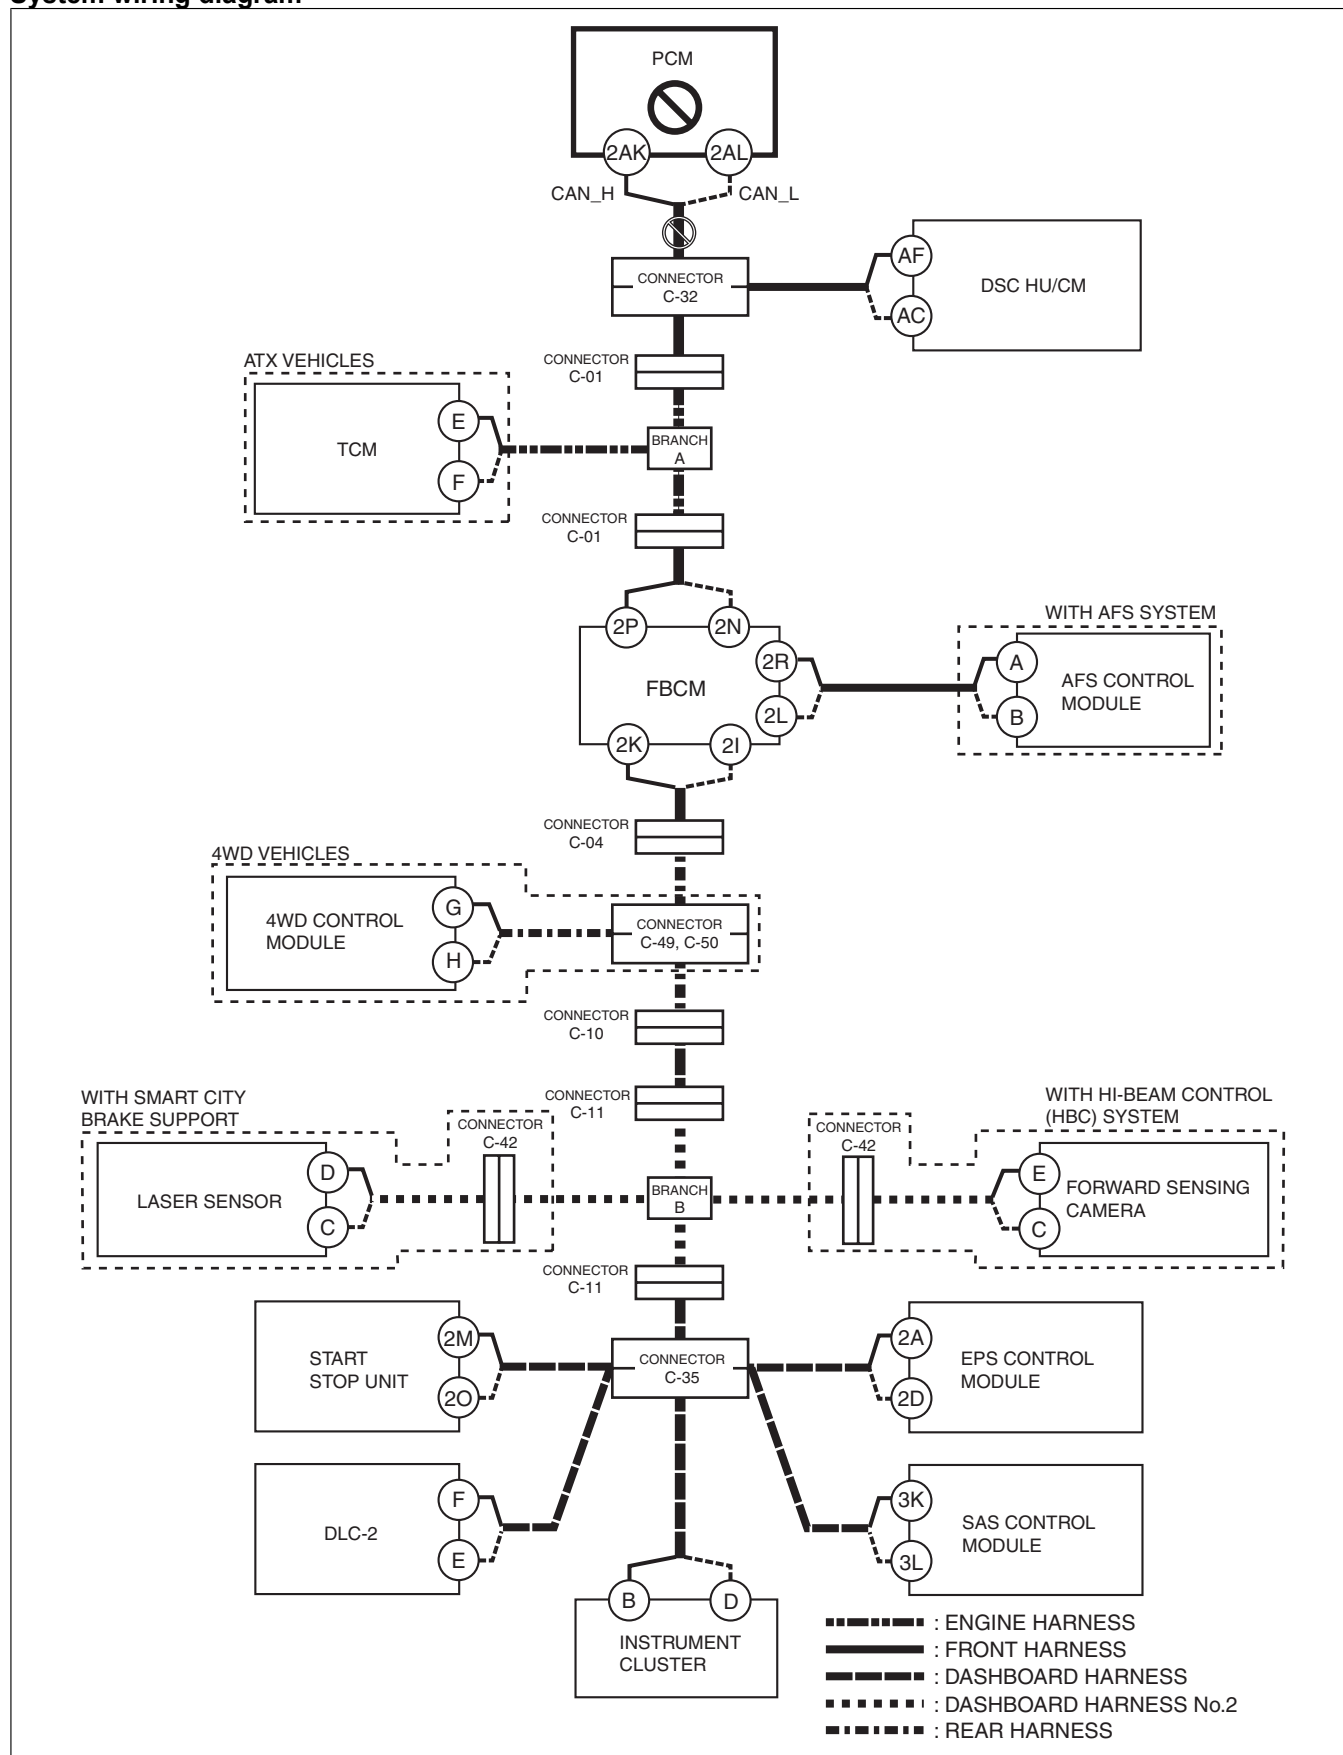 System wiring diagram
PCM
2AK
2AL
CAN_H
CAN_L
CONNECTOR
C-32
AF
AC
DSC HU/CM
CONNECTOR
C-01
ATX VEHICLES
TCM
E
F
BRANCH
A
CONNECTOR
C-01
2P
2N
2R
2L
FBCM
2K
2I
WITH AFS SYSTEM
A
B
AFS CONTROL
MODULE
CONNECTOR
C-04
4WD VEHICLES
4WD CONTROL
MODULE
G
H
CONNECTOR
C-49, C-50
CONNECTOR
C-10
CONNECTOR
C-11
WITH SMART CITY
BRAKE SUPPORT
CONNECTOR
C-42
LASER SENSOR
D
C
BRANCH
B
WITH HI-BEAM CONTROL
(HBC) SYSTEM
CONNECTOR
C-42
E
C
FORWARD SENSING
CAMERA
CONNECTOR
C-11
START
STOP UNIT
2M
2O
CONNECTOR
C-35
2A
2D
EPS CONTROL
MODULE
DLC-2
F
E
3K
3L
SAS CONTROL
MODULE
B
D
INSTRUMENT
CLUSTER
: ENGINE HARNESS
: FRONT HARNESS
: DASHBOARD HARNESS
: DASHBOARD HARNESS No.2
: REAR HARNESS